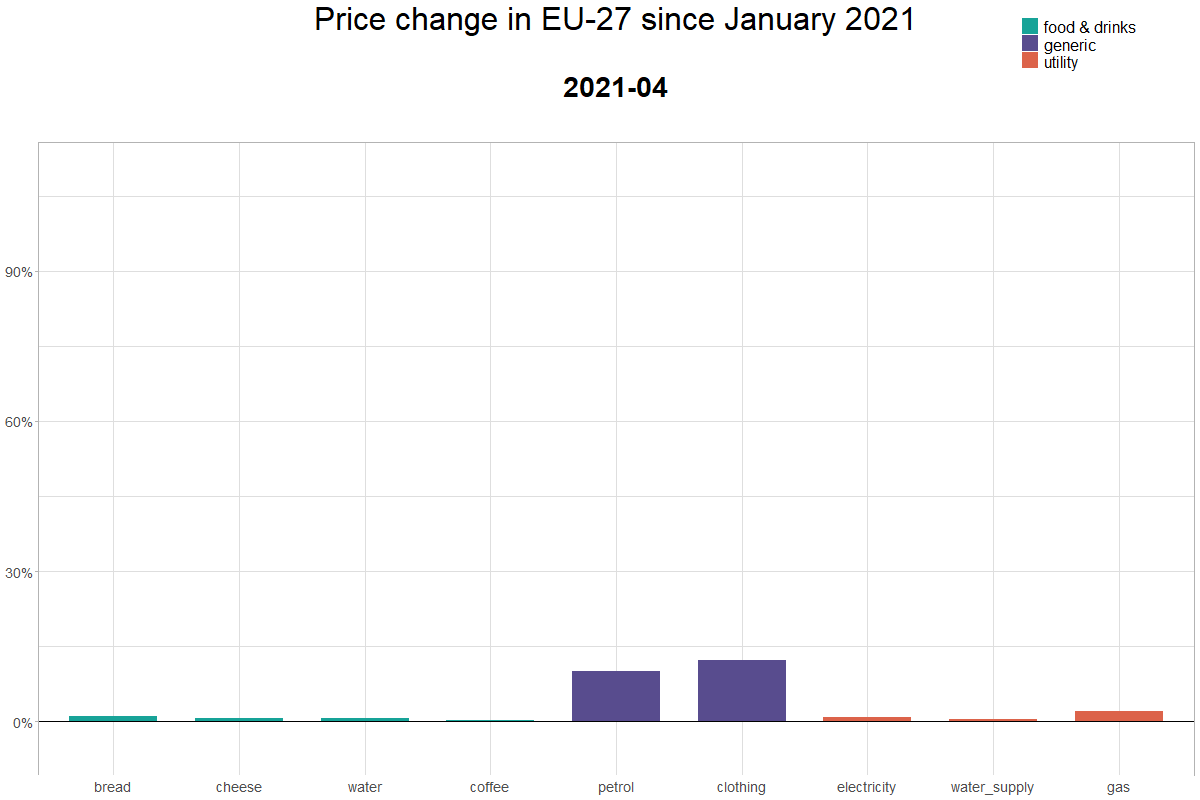 Price change in EU-27 since January 2021
food & drinks
generic
utility
2021-04
90%
60%
30%
0%
bread cheese water coffee petrol clothing electricity water_supply gas